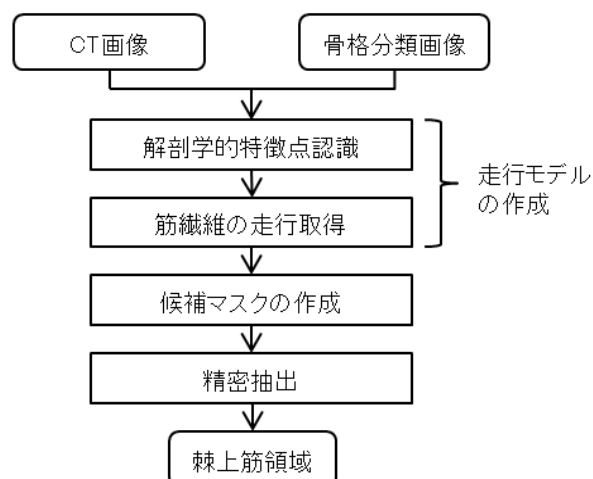 CT画像
骨格分類画像
解剖学的特徴点認識
走行モデル
の作成
筋繊維の走行取得
候補マスクの作成
精密抽出
棘上筋領域